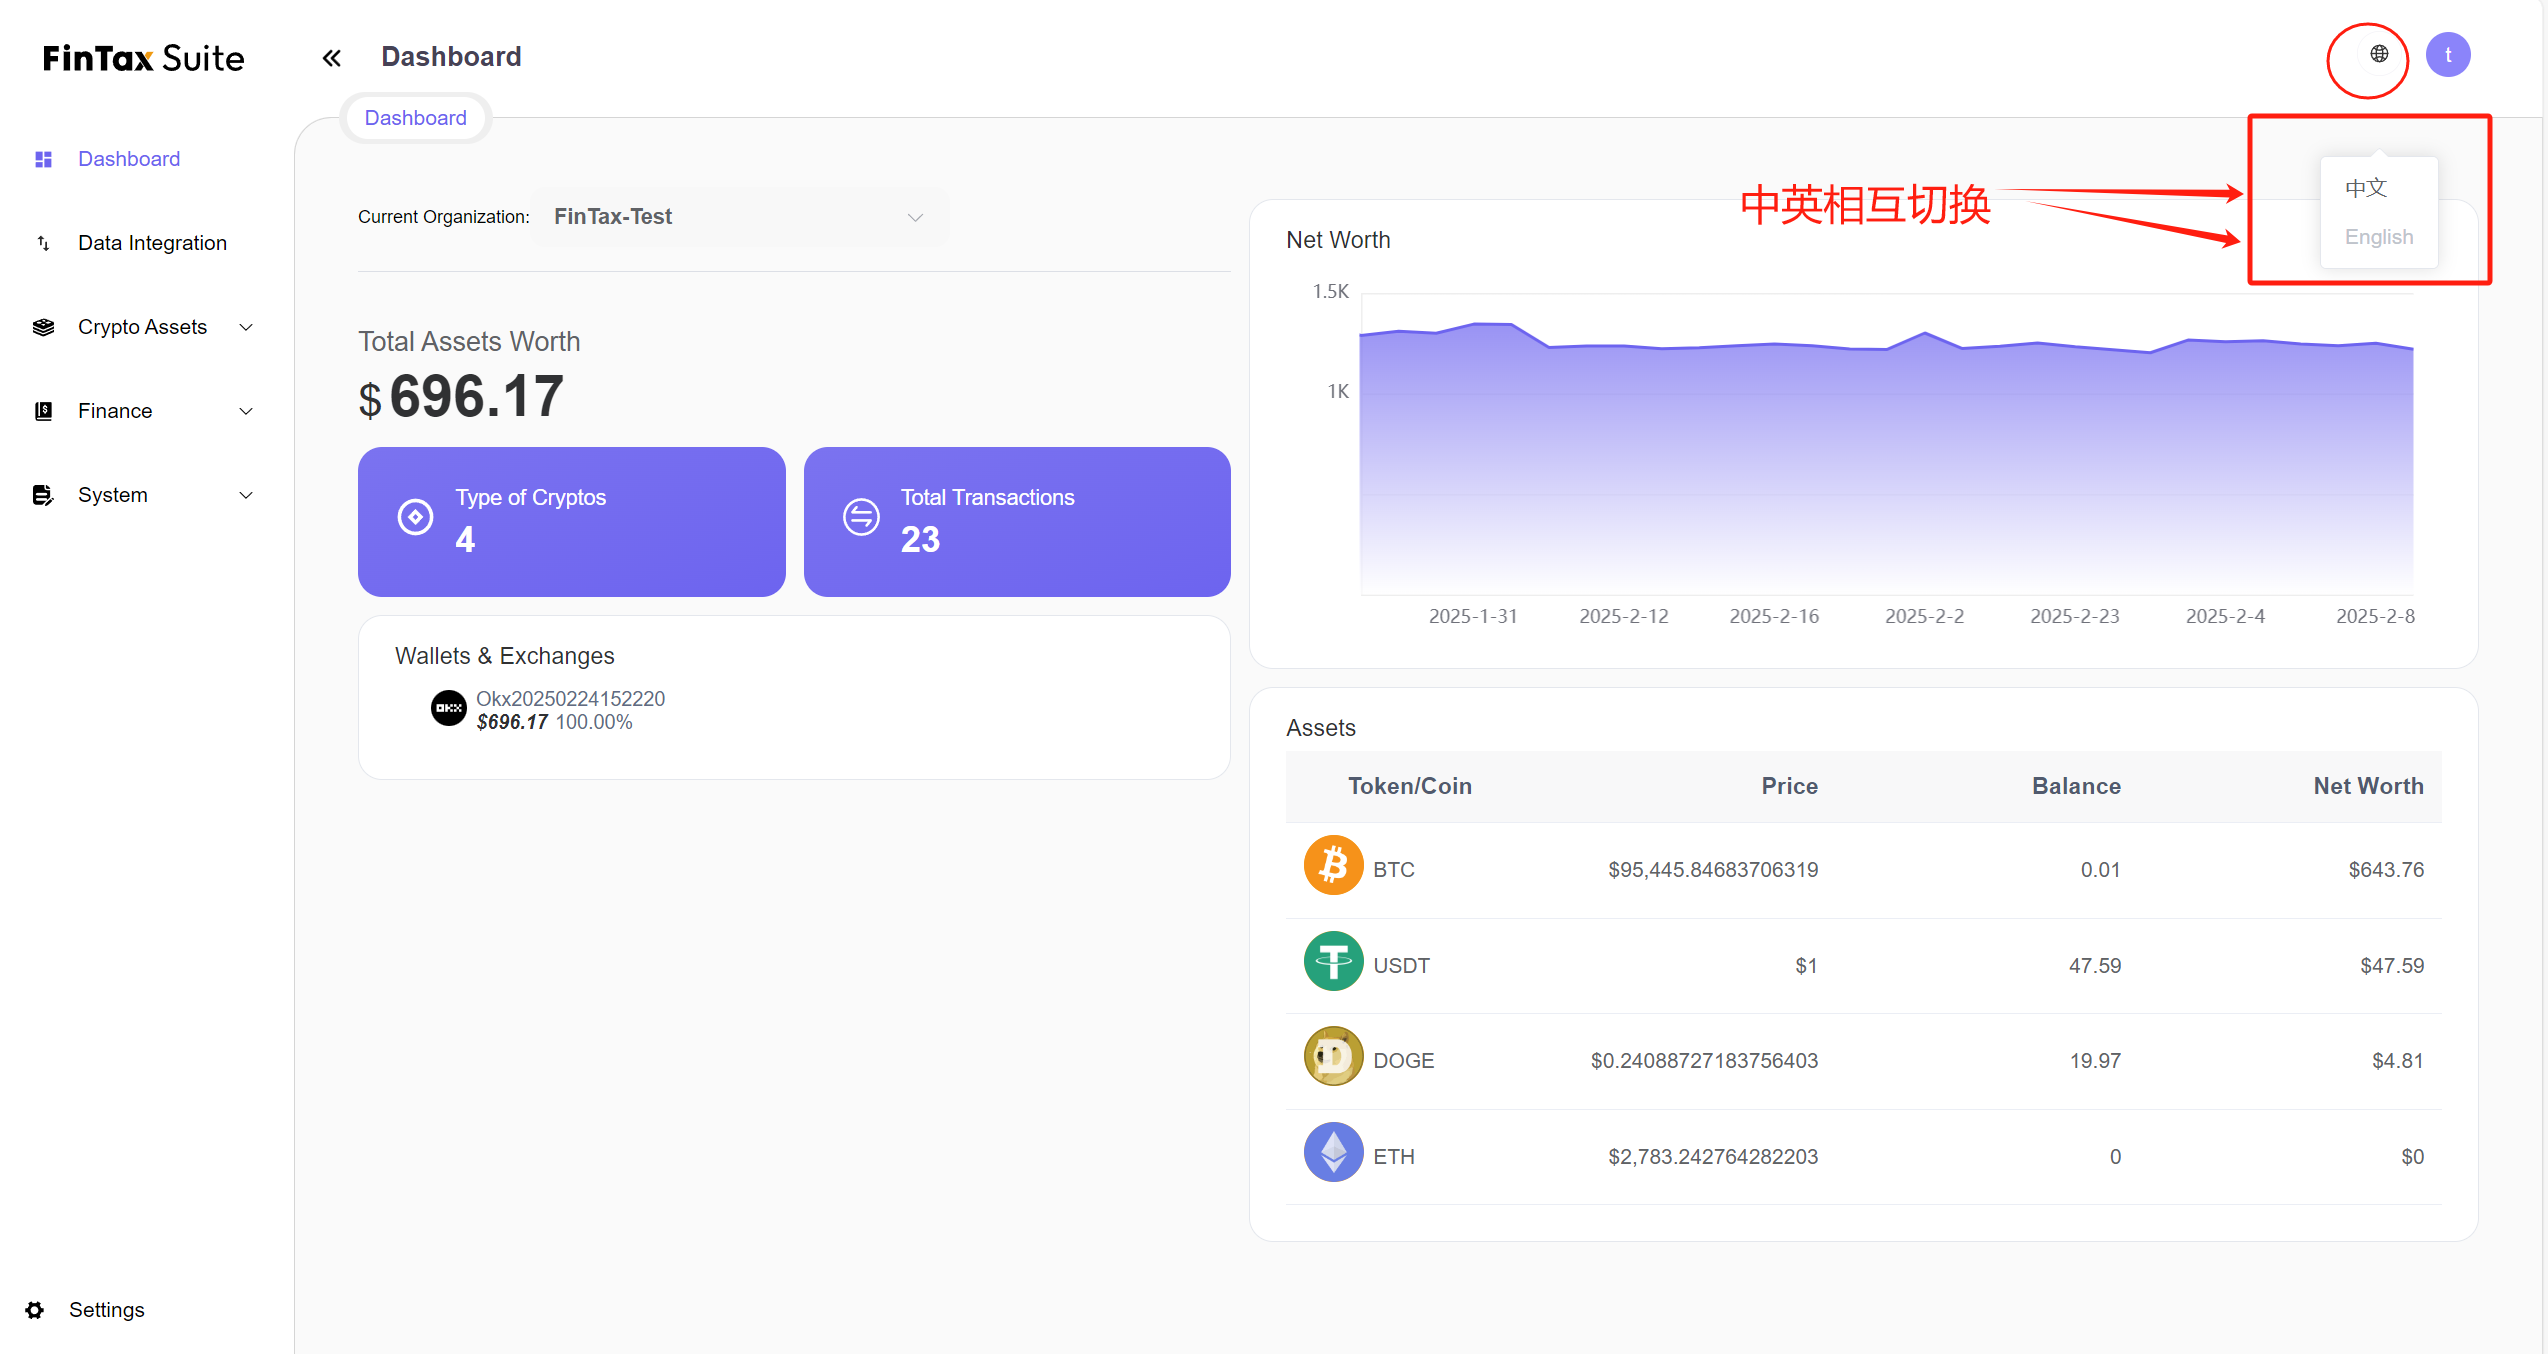 FinTax Suite
Dashboard
t
Dashboard
Dashboard
Data Integration
Crypto Assets
Finance
System
Settings
Current Organization: FinTax-Test
Total Assets Worth
$ 696.17
Type of Cryptos
4
Total Transactions
23
Wallets & Exchanges
OKX
Okx20250224152220
$696.17 100.00%
中英相互切换
中文
English
Net Worth
1.5K
1K
2025-1-31 2025-2-12 2025-2-16 2025-2-2 2025-2-23 2025-2-4 2025-2-8
Assets
Token/Coin Price Balance Net Worth
BTC $95,445.84683706319 0.01 $643.76
USDT $1 47.59 $47.59
DOGE $0.24088727183756403 19.97 $4.81
ETH $2,783.242764282203 0 $0